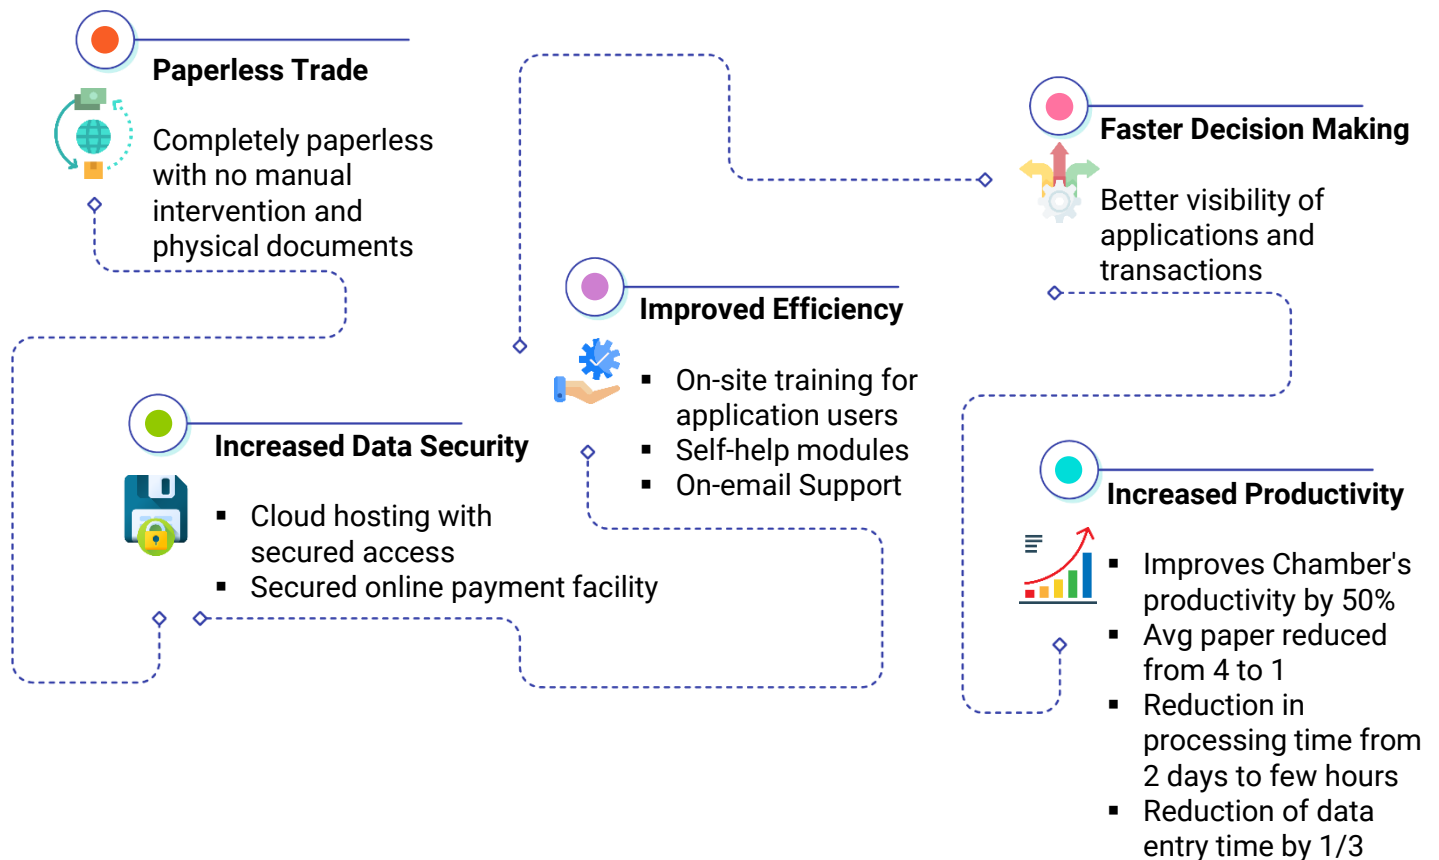 Paperless Trade
Completely paperless
with no manual
intervention and
physical documents
Increased Data Security
▪ Cloud hosting with
secured access
▪ Secured online payment facility
Improved Efficiency
▪ On-site training for
application users
▪ Self-help modules
▪ On-email Support
Faster Decision Making
Better visibility of
applications and
transactions
Increased Productivity
▪ Improves Chamber's
productivity by 50%
▪ Avg paper reduced
from 4 to 1
▪ Reduction in
processing time from
2 days to few hours
▪ Reduction of data
entry time by 1/3